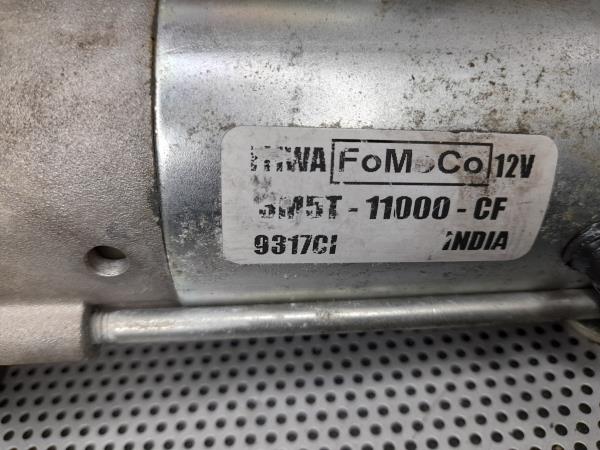 FoMoCo 12V
3M5T - 11000 - CF
9317CI INDIA